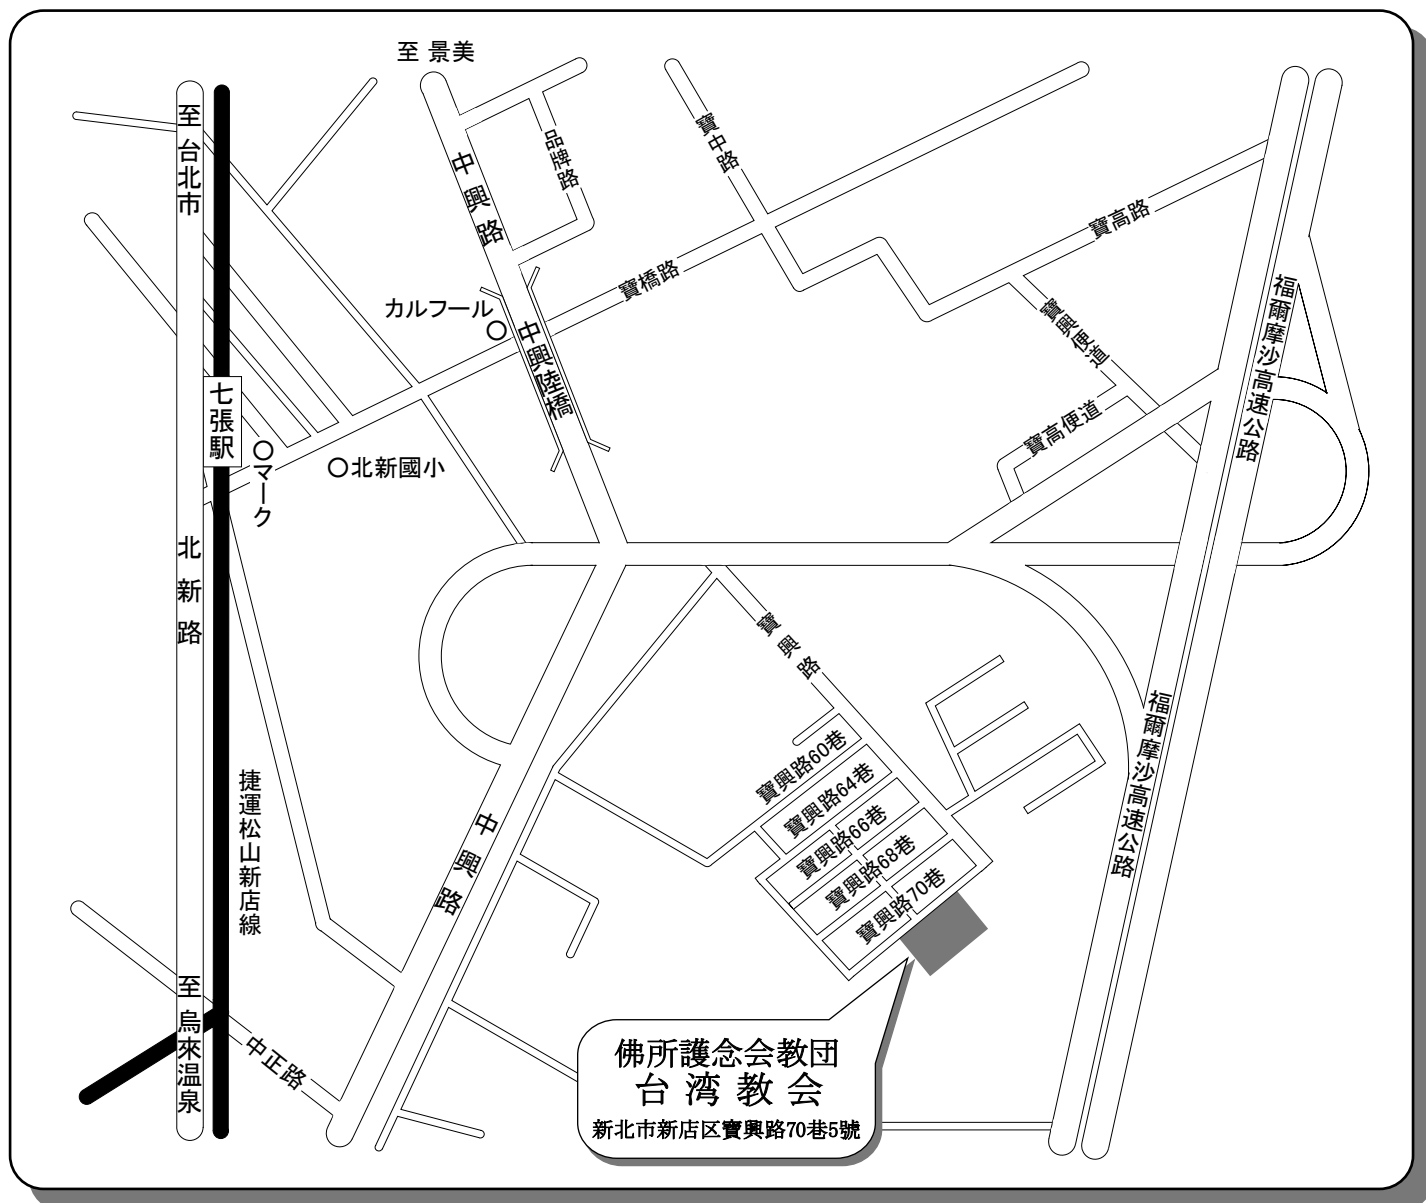 至 景美
至 台北市
中興路
品牌路
寶中路
寶高路
寶橋路
カルフール
中興陸橋
寶興便道
寶高便道
福爾摩沙高速公路
七張駅
マーク
北新國小
北新路
寶興路
福爾摩沙高速公路
寶興路60巷
寶興路64巷
寶興路66巷
寶興路68巷
寶興路70巷
捷運松山新店線
中興路
至 烏來温泉
中正路
佛所護念会教団
台湾教会
新北市新店区寶興路70巷5號